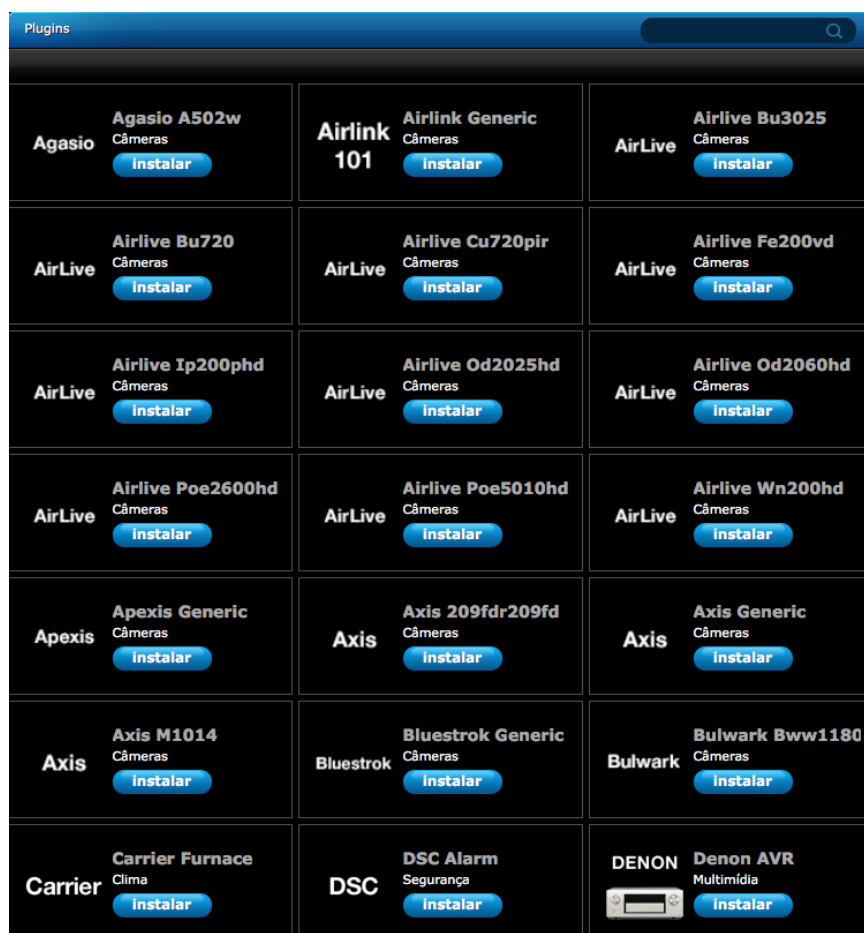 Plugins
Agasio
Agasio A502w
Câmeras
instalar
Airlink
101
Airlink Generic
Câmeras
instalar
AirLive
Airlive Bu3025
Câmeras
instalar
AirLive
Airlive Bu720
Câmeras
instalar
AirLive
Airlive Cu720pir
Câmeras
instalar
AirLive
Airlive Fe200vd
Câmeras
instalar
AirLive
Airlive Ip200phd
Câmeras
instalar
AirLive
Airlive Od2025hd
Câmeras
instalar
AirLive
Airlive Od2060hd
Câmeras
instalar
AirLive
Airlive Poe2600hd
Câmeras
instalar
AirLive
Airlive Poe5010hd
Câmeras
instalar
AirLive
Airlive Wn200hd
Câmeras
instalar
Apexis
Apexis Generic
Câmeras
instalar
Axis
Axis 209fdr209fd
Câmeras
instalar
Axis
Axis Generic
Câmeras
instalar
Axis
Axis M1014
Câmeras
instalar
Bluestrok
Bluestrok Generic
Câmeras
instalar
Bulwark
Bulwark Bww1180
Câmeras
instalar
Carrier
Carrier Furnace
Clima
instalar
DSC
DSC Alarm
Segurança
instalar
DENON
Denon AVR
Multimídia
instalar